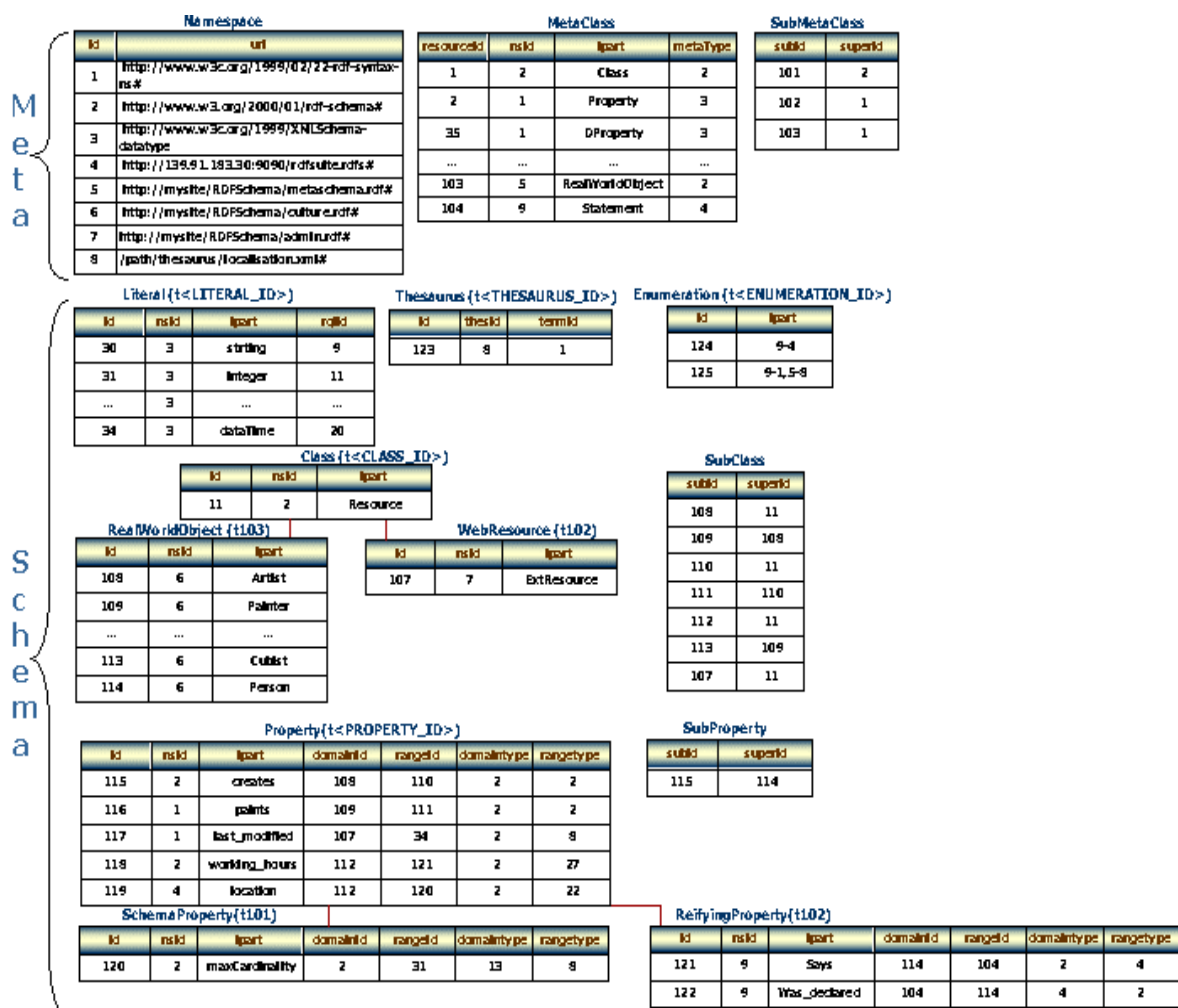 Namespace MetaClass SubMetaClass
Id uri
1 http://www.w3c.org/1999/02/22-rdf-syntax-
ns#
2 http://www.w3.org/2000/01/rdf-schema#
3 http://www.w3c.org/1999/XNLSchema-
datatype
4 http://139.91.183.30:9090/rdfsuite.rdfs#
5 http://mysite/RDFSchema/metaschema.rdf#
6 http://mysite/RDFSchema/culture.rdf#
7 http://mysite/RDFSchema/admin.rdf#
8 /path/thesaurus/localisation.xml#
resourceId nsId lpart metaType
1 2 Class 2
2 1 Property 3
35 1 DProperty 3
... ... ... ...
103 5 RealWorldObject 2
104 9 Statement 4
subId superId
101 2
102 1
103 1
Meta
Literal{t<LITERAL_ID>} Thesaurus{t<THESAURUS_ID>} Enumeration{t<ENUMERATION_ID>}
Id nsId lpart rqlId
30 3 strting 9
31 3 Integer 11
... 3 ... ...
34 3 dataTime 20
Id thesId termId
123 8 1
Id lpart
124 9-4
125 9-1,5-8
Class{t<CLASS_ID>} SubClass
Id nsId lpart
11 2 Resource
subId superId
108 11
109 108
110 11
111 110
112 11
113 109
107 11
RealWorldObject {t103} WebResource {t102}
Id nsId lpart
108 6 Artist
109 6 Painter
... ... ...
113 6 Cubist
114 6 Person
Id nsId lpart
107 7 ExtResource
Schema
Property{t<PROPERTY_ID>} SubProperty
Id nsId lpart domainId rangeId domaintype rangetype
115 2 creates 108 110 2 2
116 1 paints 109 111 2 2
117 1 last_modified 107 34 2 8
118 2 working_hours 112 121 2 27
119 4 location 112 120 2 22
subId superId
115 114
SchemaProperty{t101} ReifyingProperty{t102}
Id nsId lpart domainId rangeId domaintype rangetype
120 2 maxCardinality 2 31 13 8
Id nsId lpart domainId rangeId domaintype rangetype
121 9 Says 114 104 2 4
122 9 Was_declared 104 114 4 2